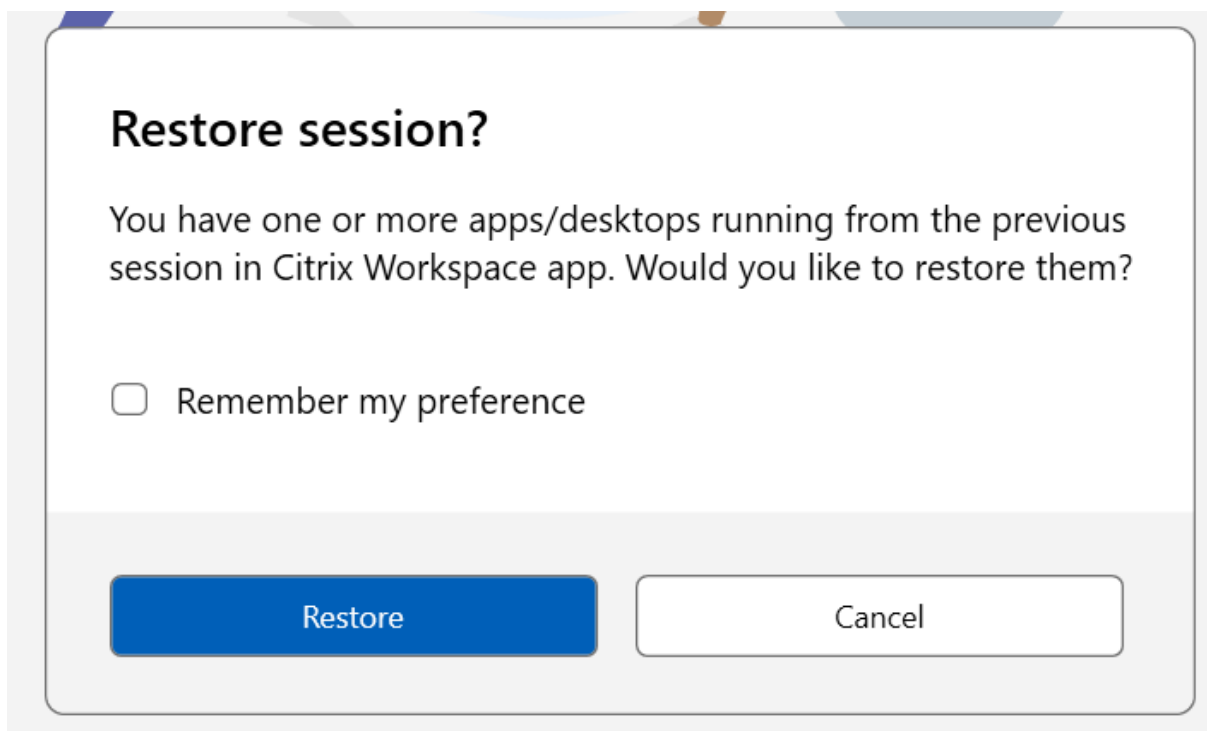 Restore session?
You have one or more apps/desktops running from the previous
session in Citrix Workspace app. Would you like to restore them?
Remember my preference
Restore
Cancel